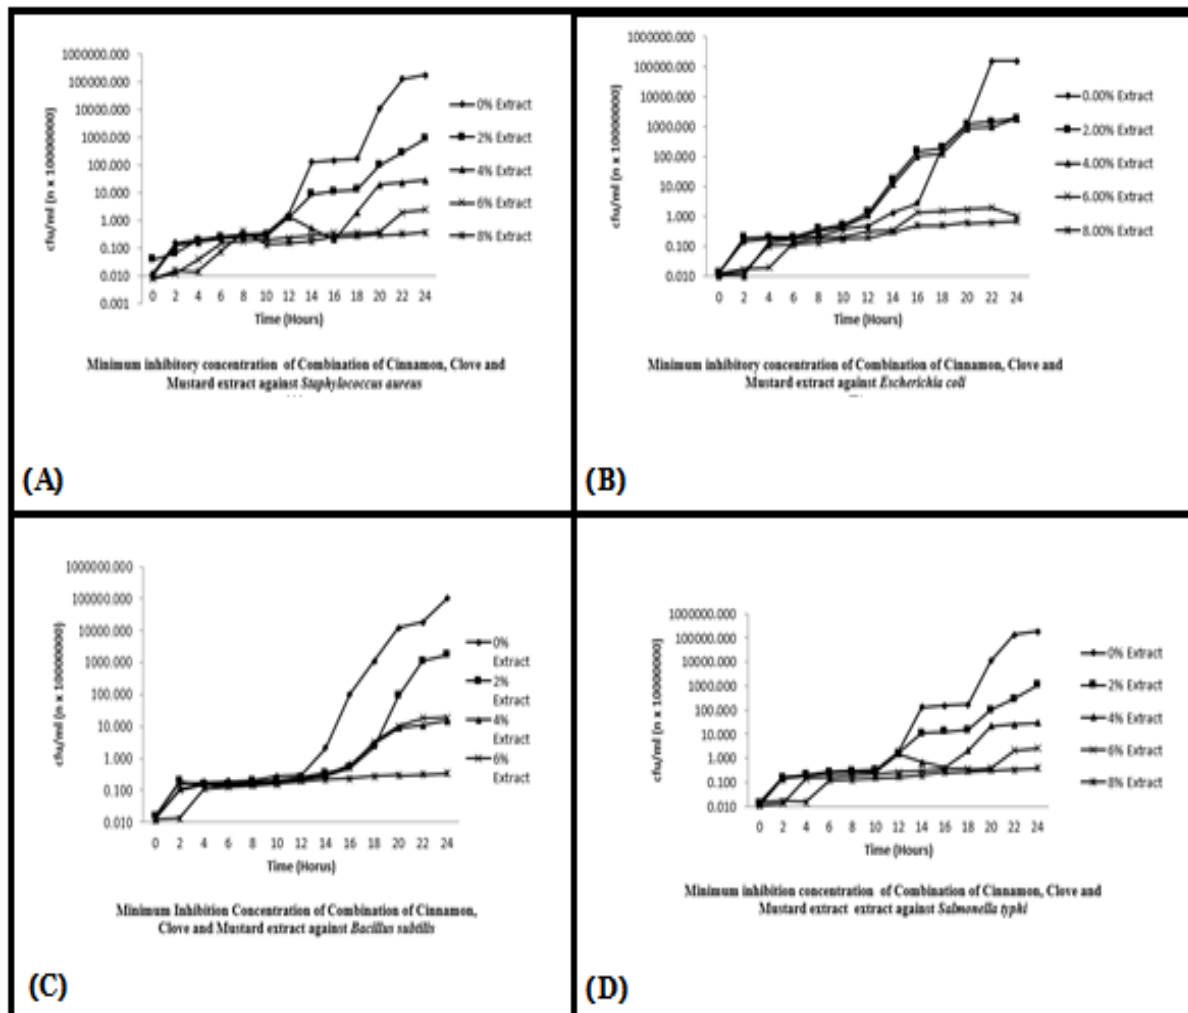 1000000.000
100000.000
10000.000
1000.000
100.000
10.000
1.000
0.100
0.010
0.001
cfu/ml (n x 100000000)
0 2 4 6 8 10 12 14 16 18 20 22 24
Time (Hours)
0% Extract
2% Extract
4% Extract
6% Extract
8% Extract
Minimum inhibitory concentration of Combination of Cinnamon, Clove and
Mustard extract against Staphylococcus aureus
(A)
1000000.000
100000.000
10000.000
1000.000
100.000
10.000
1.000
0.100
0.010
cfu/ml (n x 100000000)
0 2 4 6 8 10 12 14 16 18 20 22 24
Time (Hours)
0.00% Extract
2.00% Extract
4.00% Extract
6.00% Extract
8.00% Extract
Minimum inhibitory concentration of Combination of Cinnamon, Clove and
Mustard extract against Escherichia coli
(B)
1000000.000
100000.000
10000.000
1000.000
100.000
10.000
1.000
0.100
0.010
cfu/ml (n x 100000000)
0 2 4 6 8 10 12 14 16 18 20 22 24
Time (Horus)
0%
Extract
2%
Extract
4%
Extract
6%
Extract
Minimum Inhibition Concentration of Combination of Cinnamon,
Clove and Mustard extract against Bacillus subtilis
(C)
1000000.000
100000.000
10000.000
1000.000
100.000
10.000
1.000
0.100
0.010
cfu/ml (n x 100000000)
0 2 4 6 8 10 12 14 16 18 20 22 24
Time (Hours)
0% Extract
2% Extract
4% Extract
6% Extract
8% Extract
Minimum inhibition concentration of Combination of Cinnamon, Clove and
Mustard extract extract against Salmonella typhi
(D)